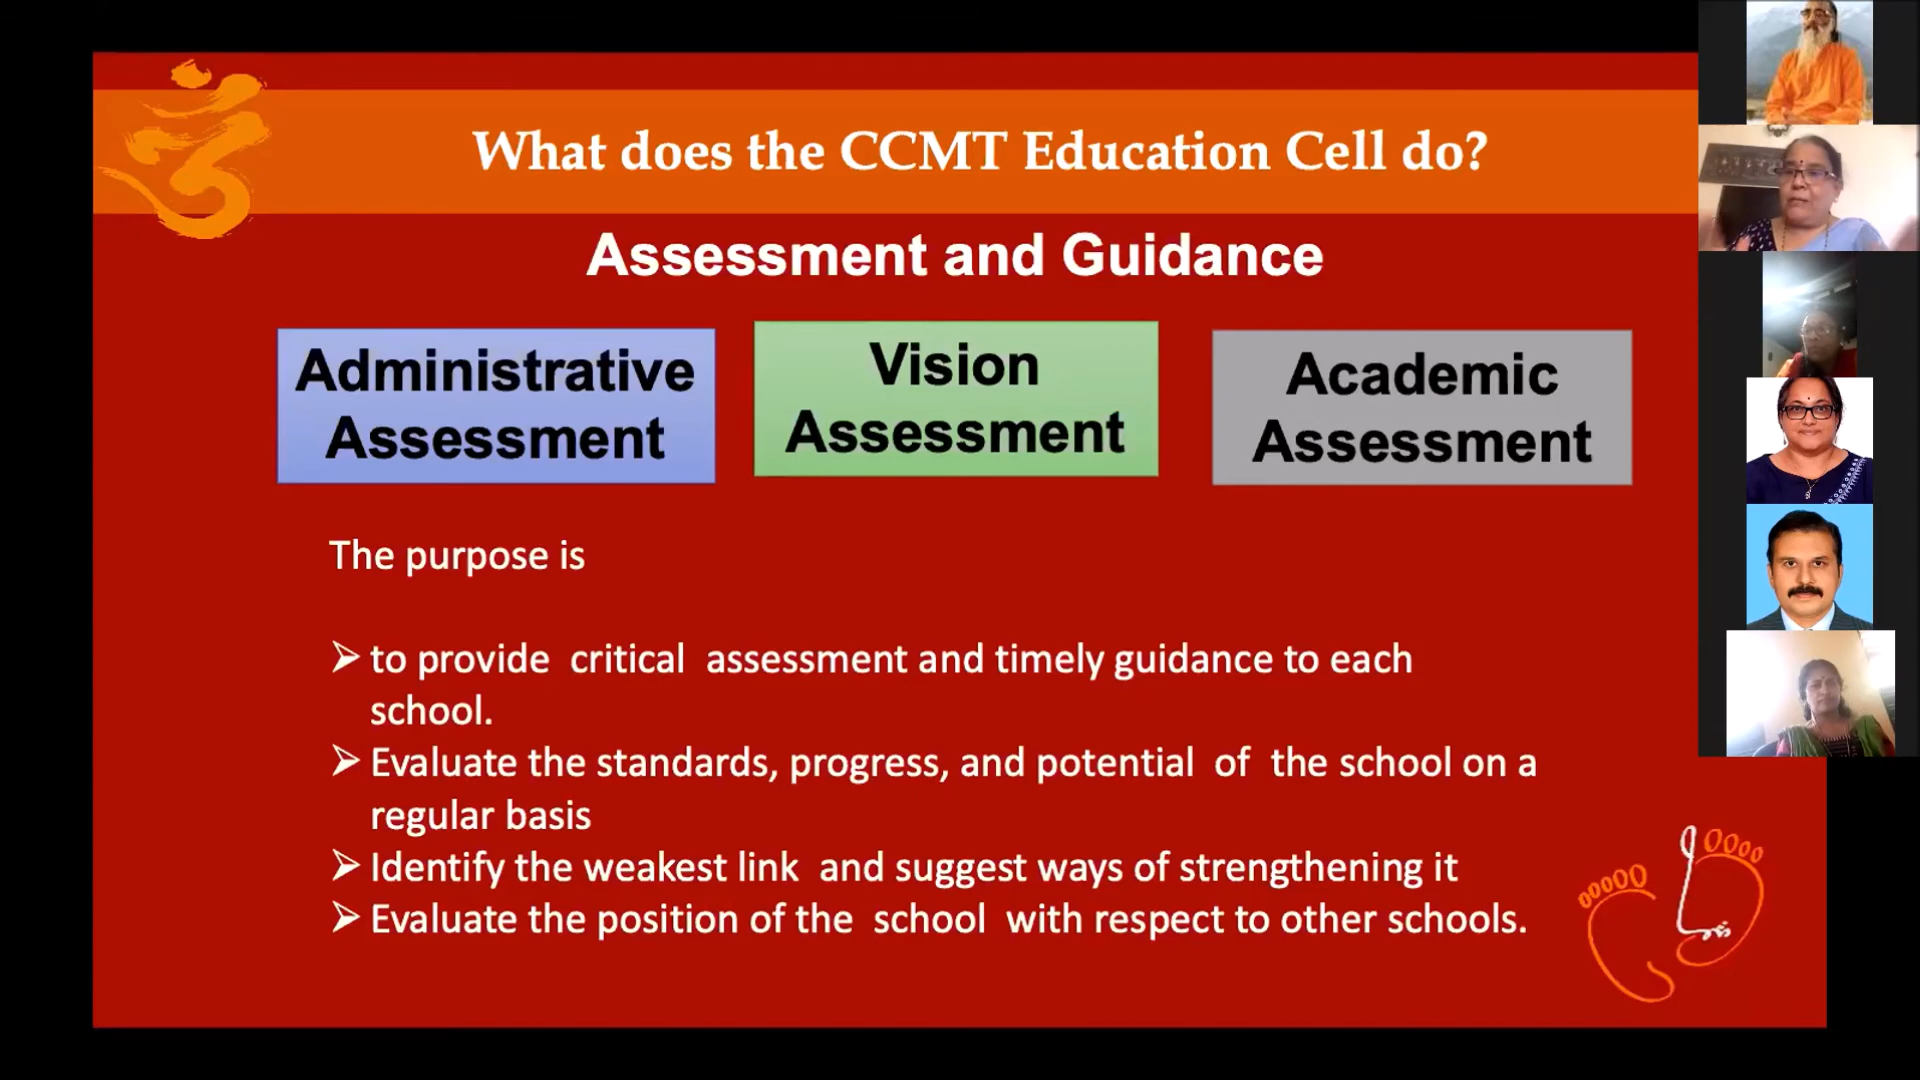 What does the CCMT Education Cell do?
Assessment and Guidance
Administrative
Assessment
Vision
Assessment
Academic
Assessment
The purpose is
➢ to provide critical assessment and timely guidance to each
school.
➢ Evaluate the standards, progress, and potential of the school on a
regular basis
➢ Identify the weakest link and suggest ways of strengthening it
➢ Evaluate the position of the school with respect to other schools.